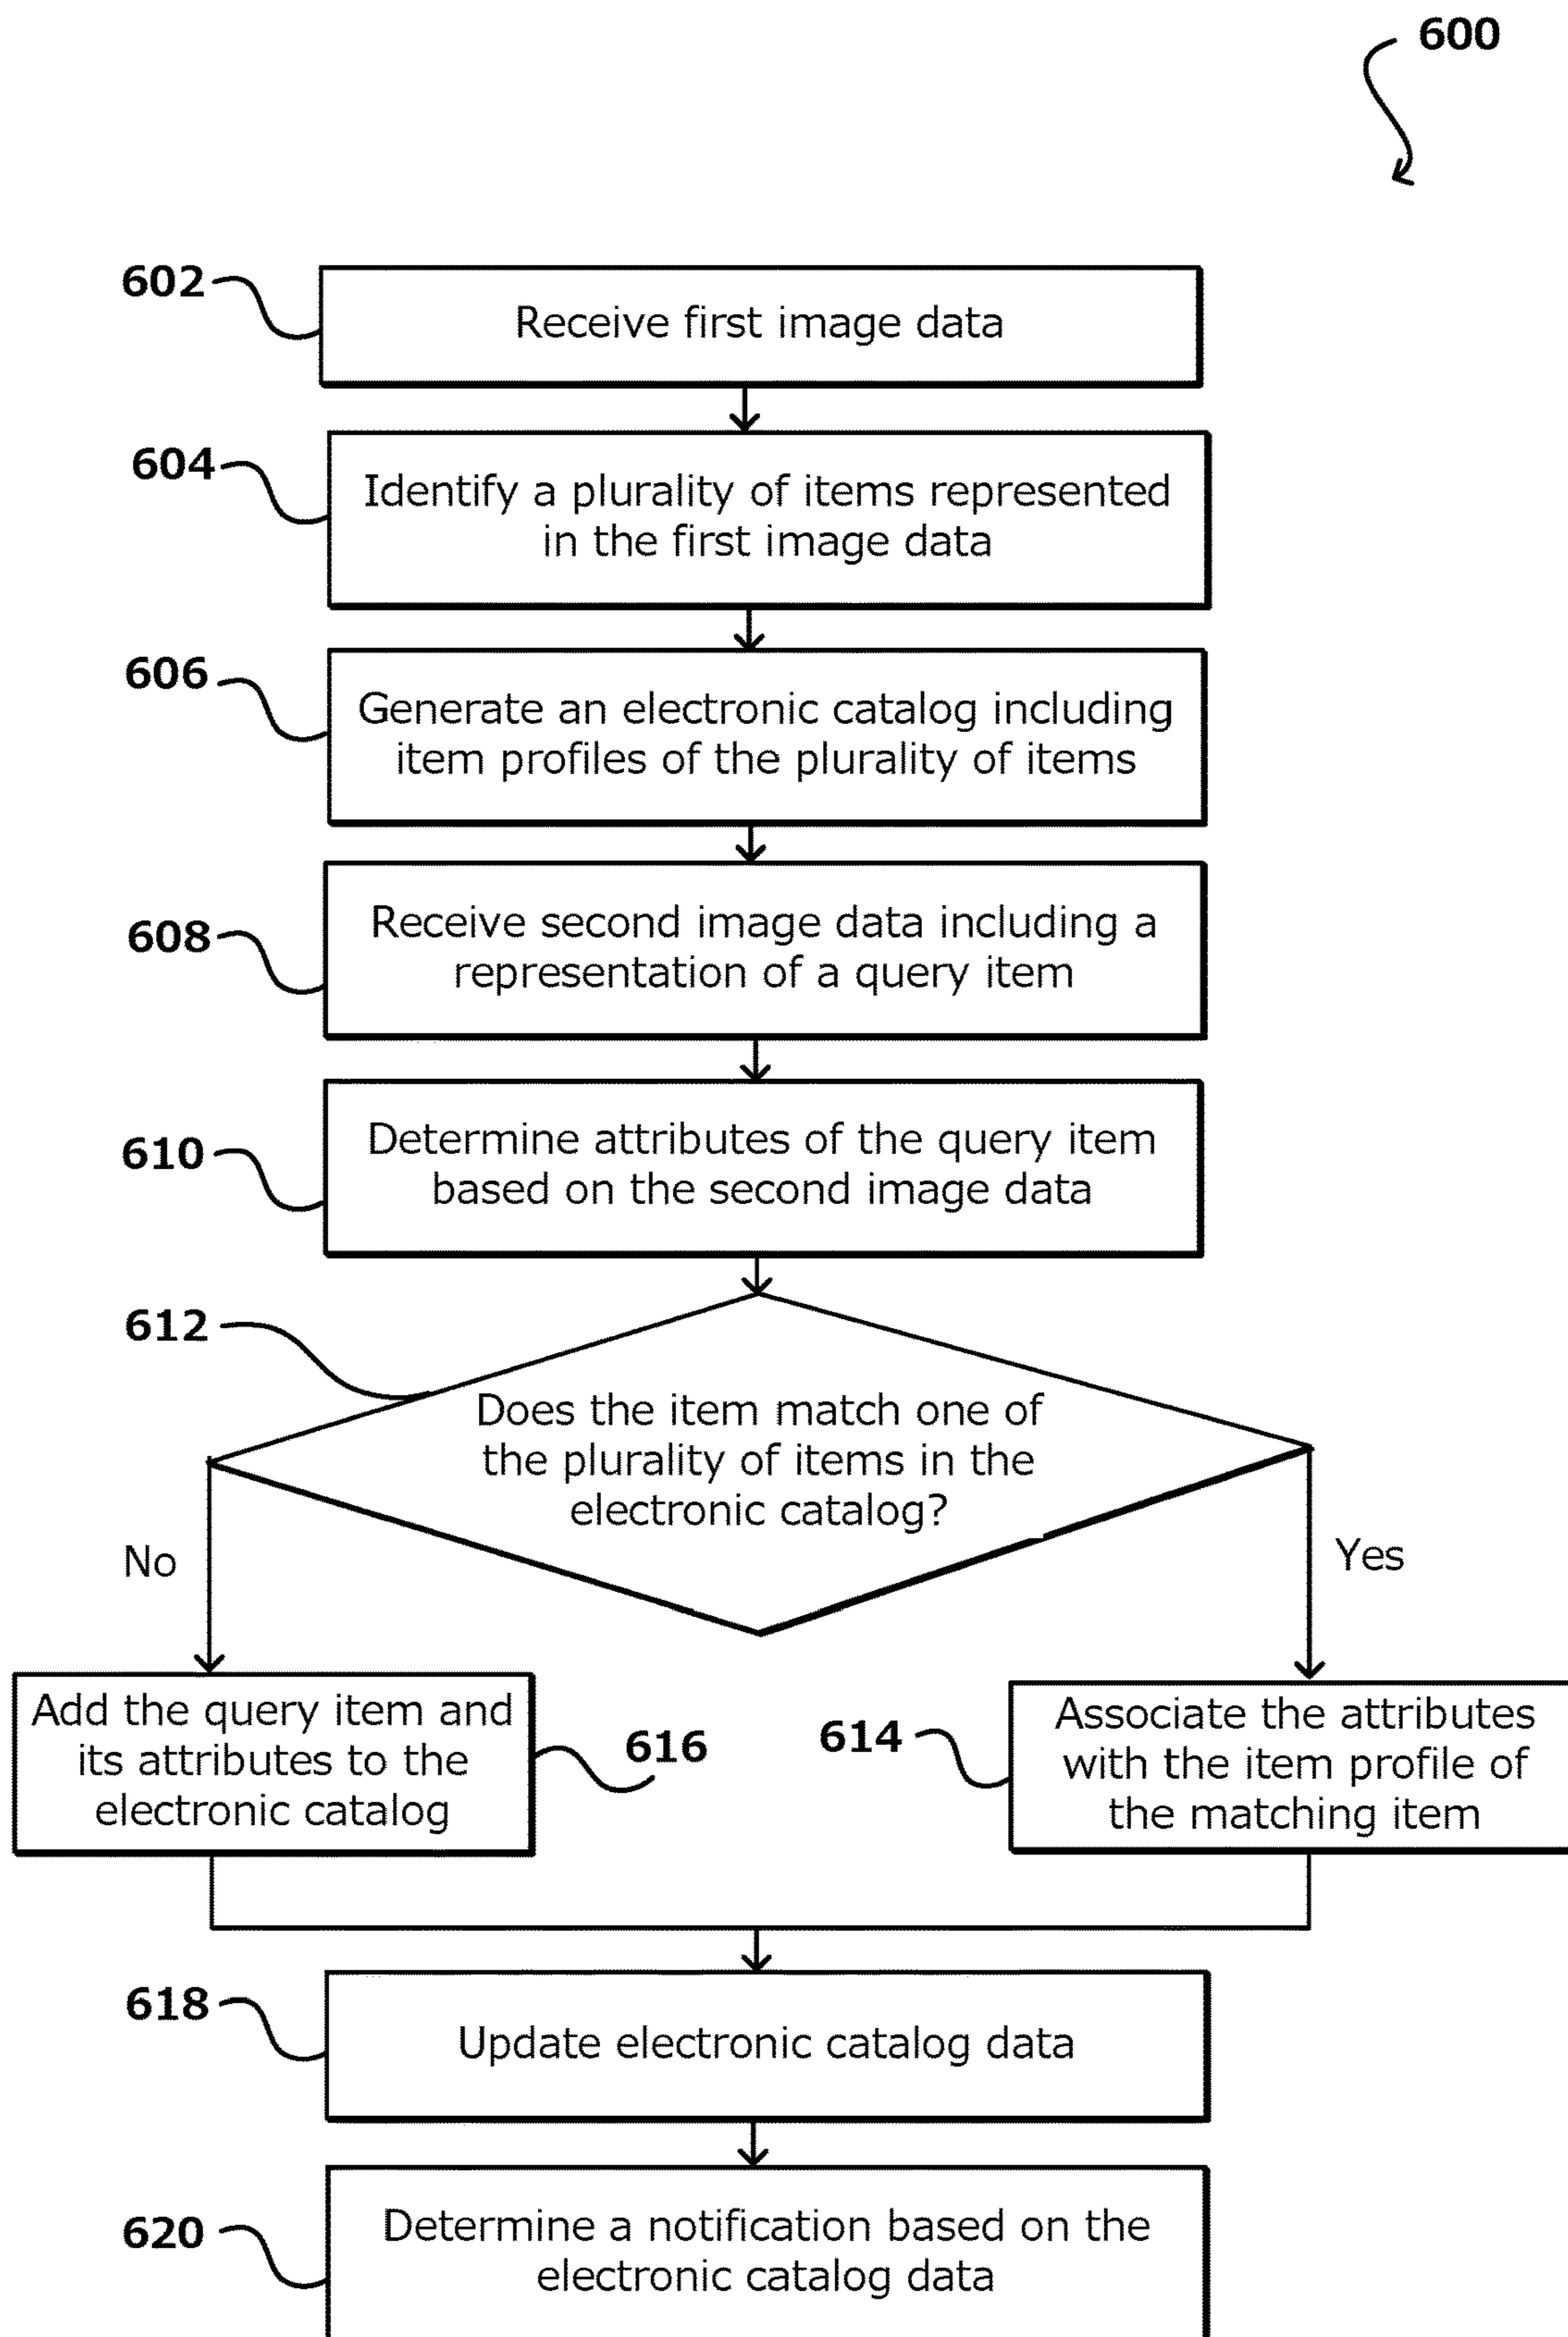 600
602
Receive first image data
604
Identify a plurality of items represented
in the first image data
606
Generate an electronic catalog including
item profiles of the plurality of items
608
Receive second image data including a
representation of a query item
610
Determine attributes of the query item
based on the second image data
612
Does the item match one of
the plurality of items in the
electronic catalog?
No
Yes
Add the query item and
its attributes to the
electronic catalog
616
614
Associate the attributes
with the item profile of
the matching item
618
Update electronic catalog data
620
Determine a notification based on the
electronic catalog data